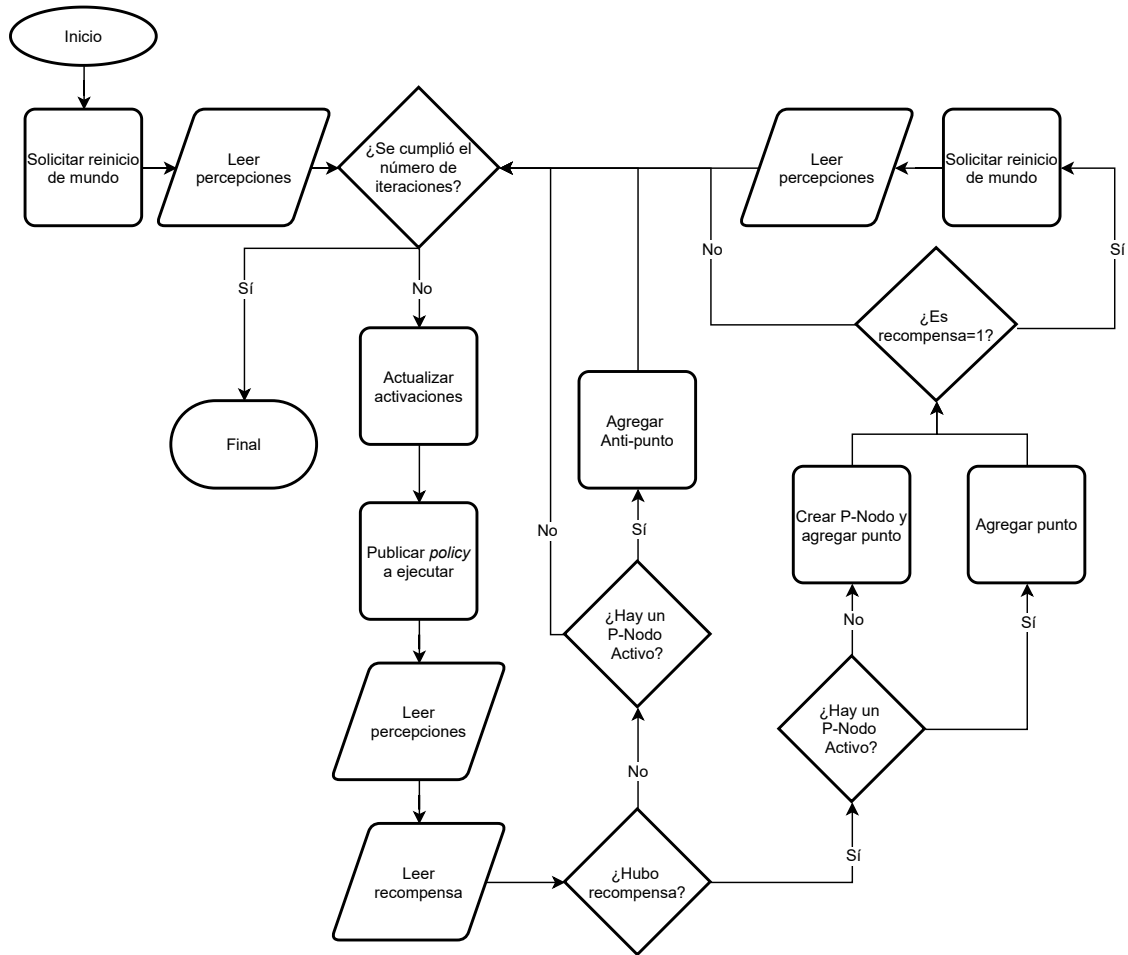 Inicio
Solicitar reinicio
de mundo
Leer
percepciones
¿Se cumplió el
número de
iteraciones?
Leer
percepciones
Solicitar reinicio
de mundo
Sí
No
No
Sí
¿Es
recompensa=1?
Actualizar
activaciones
Final
Agregar
Anti-punto
Publicar policy
a ejecutar
No
Sí
Crear P-Nodo y
agregar punto
Agregar punto
¿Hay un
P-Nodo
Activo?
No
Sí
Leer
percepciones
¿Hay un
P-Nodo
Activo?
No
Leer
recompensa
¿Hubo
recompensa?
Sí